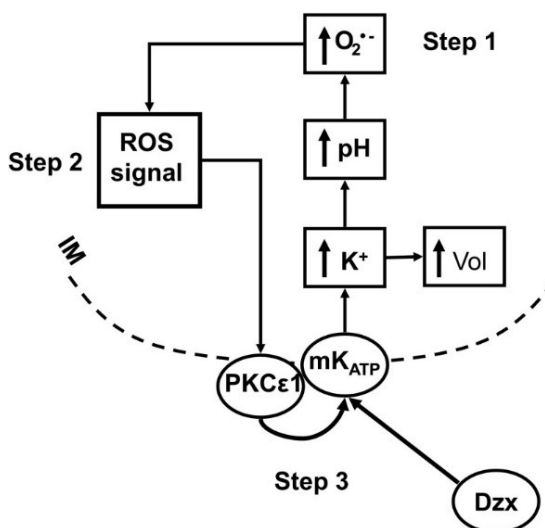 ↑ O₂•-
Step 1
ROS
signal
Step 2
↑ pH
IM
↑ K⁺
↑ Vol
mK_ATP
PKCε1
Step 3
Dzx